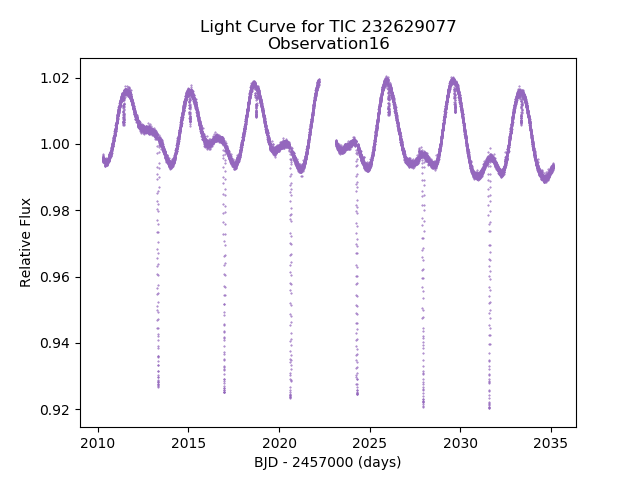 Light Curve for TIC 232629077
Observation16
1.02
1.00
0.98
0.96
0.94
0.92
Relative Flux
2010 2015 2020 2025 2030 2035
BJD - 2457000 (days)